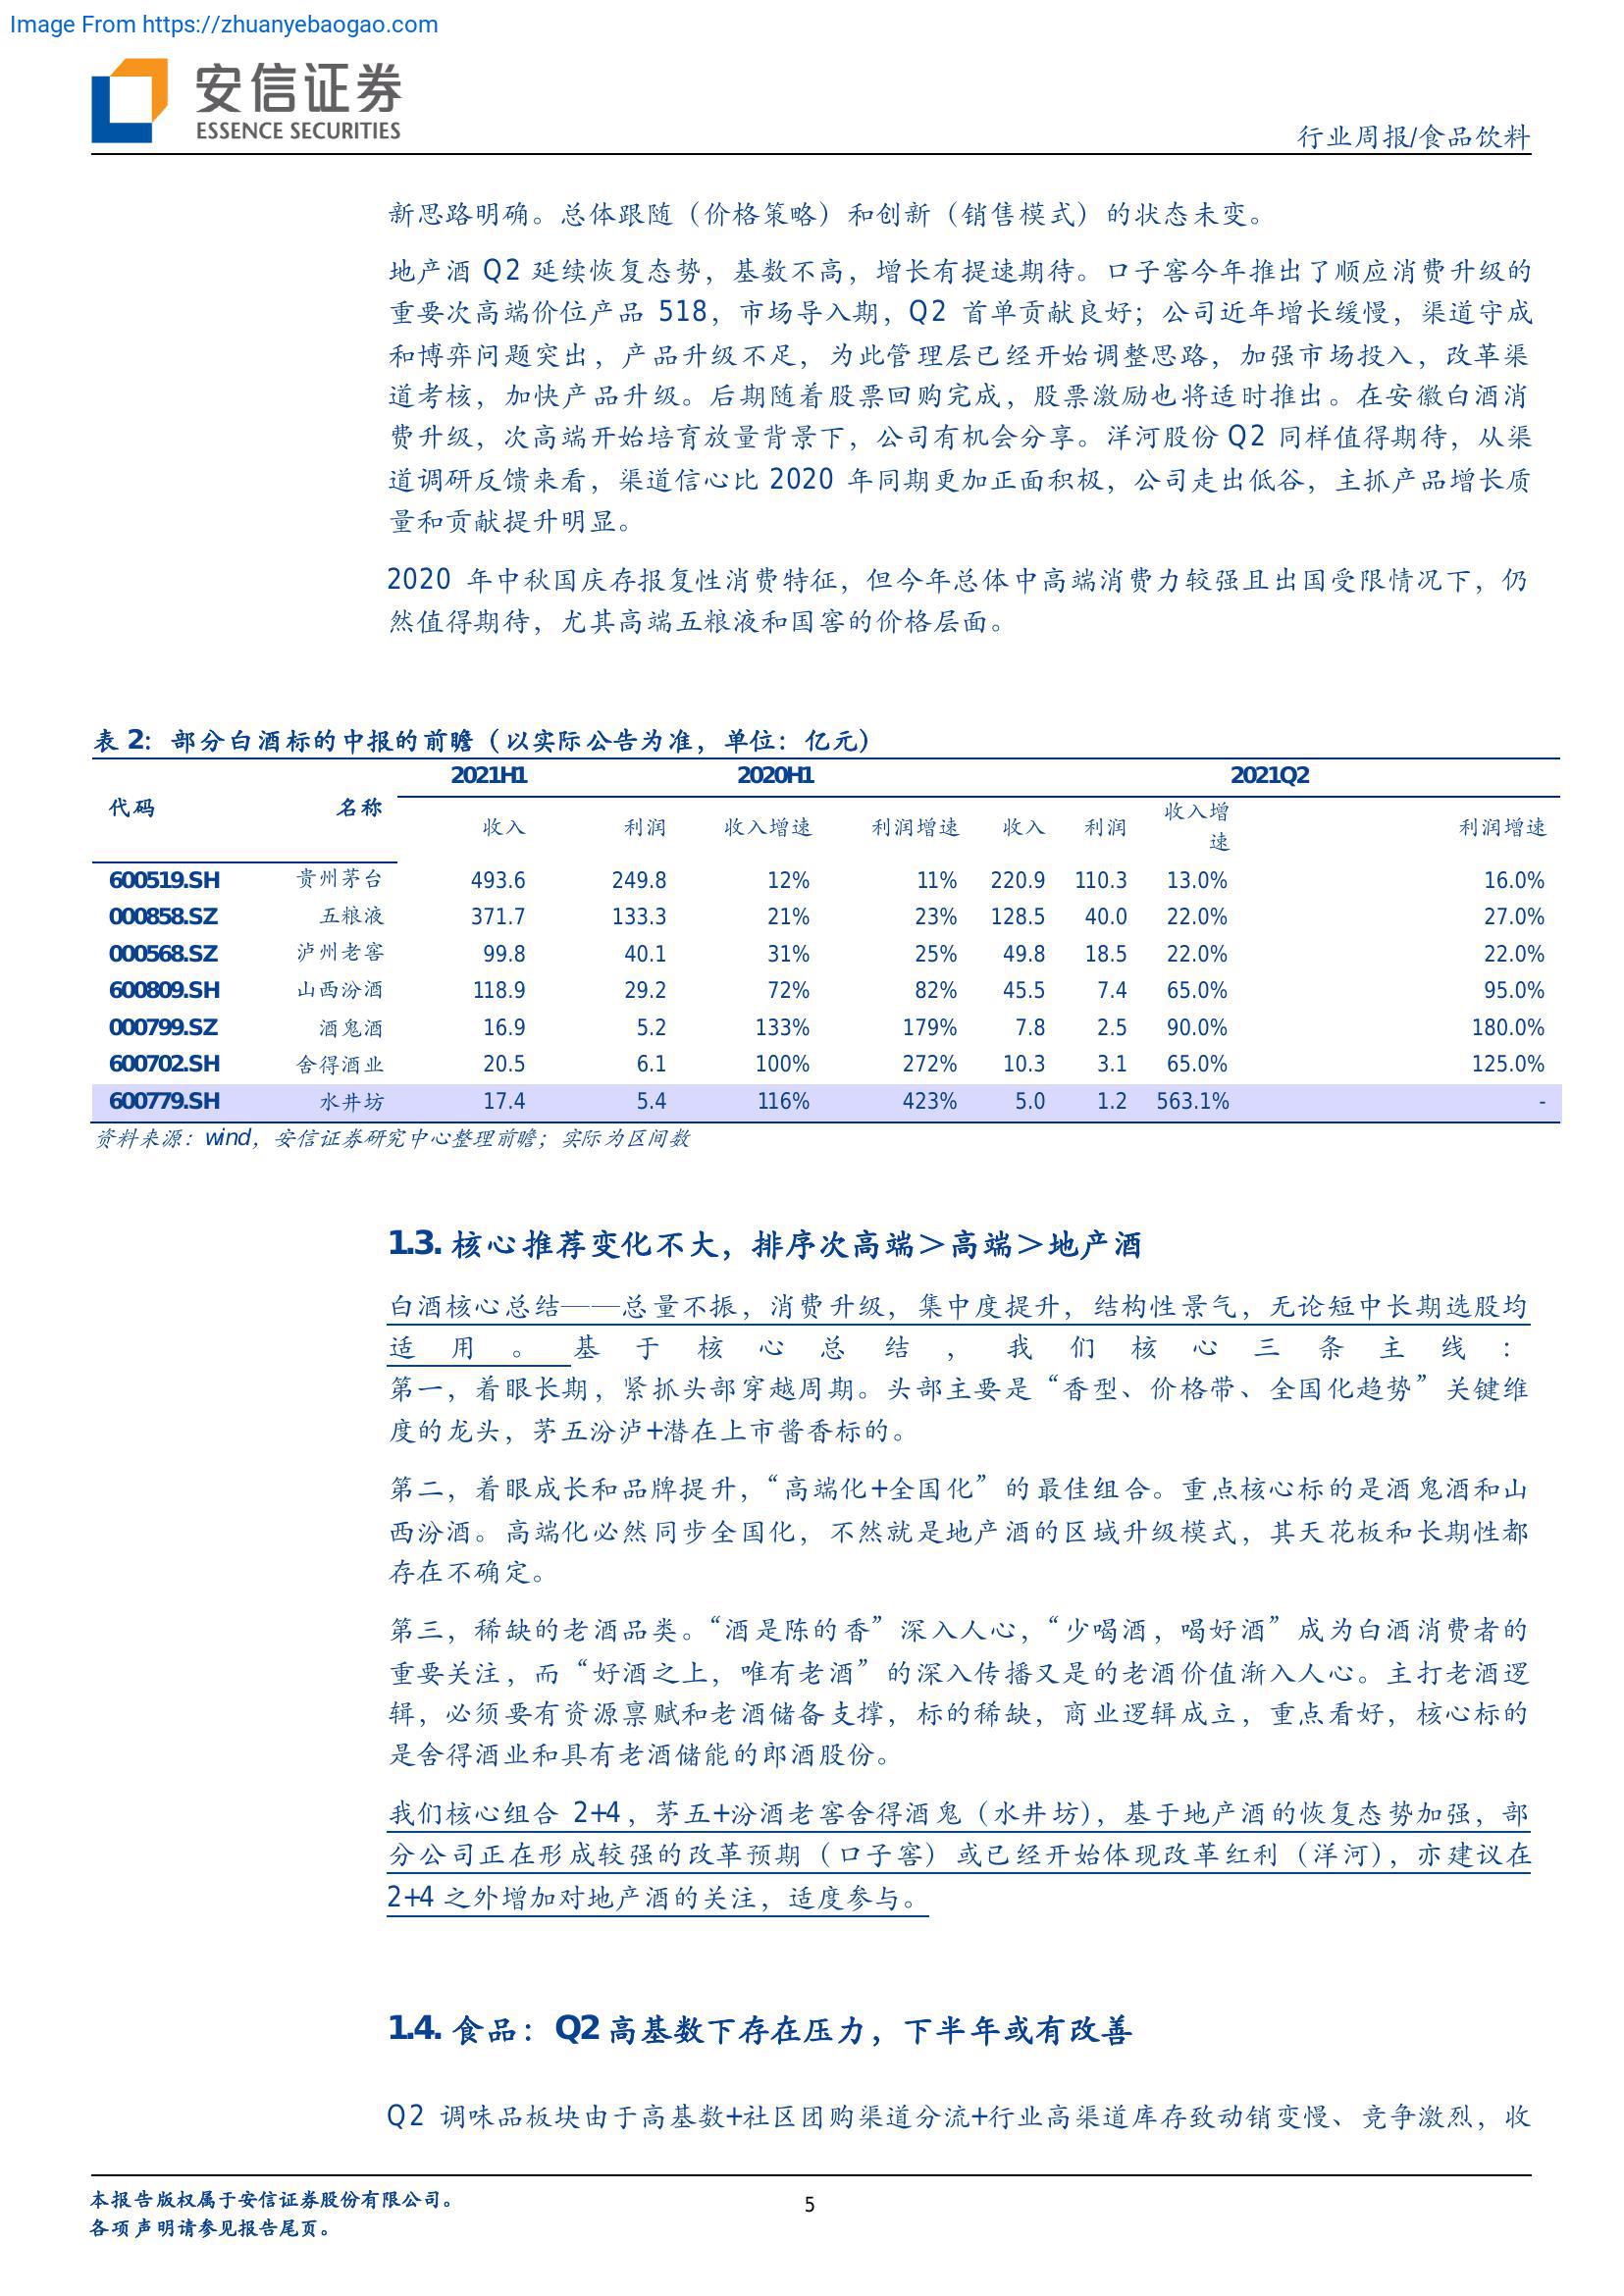 Image From https://zhuanyebaogao.com
安信证券
ESSENCE SECURITIES
行业周报/食品饮料
新思路明确。总体跟随（价格策略）和创新（销售模式）的状态未变。
地产酒 Q2 延续恢复态势，基数不高，增长有提速期待。口子窖今年推出了顺应消费升级的
重要次高端价位产品 518，市场导入期，Q2 首单贡献良好；公司近年增长缓慢，渠道守成
和博弈问题突出，产品升级不足，为此管理层已经开始调整思路，加强市场投入，改革渠
道考核，加快产品升级。后期随着股票回购完成，股票激励也将适时推出。在安徽白酒消
费升级，次高端开始培育放量背景下，公司有机会分享。洋河股份 Q2 同样值得期待，从渠
道调研反馈来看，渠道信心比 2020 年同期更加正面积极，公司走出低谷，主抓产品增长质
量和贡献提升明显。
2020 年中秋国庆存报复性消费特征，但今年总体中高端消费力较强且出国受限情况下，仍
然值得期待，尤其高端五粮液和国窖的价格层面。
表 2：部分白酒标的中报的前瞻（以实际公告为准，单位：亿元）
2021H1 2020H1 2021Q2
代码 名称
收入 利润 收入增速 利润增速 收入 利润 收入增 利润增速
速
600519.SH 贵州茅台 493.6 249.8 12% 11% 220.9 110.3 13.0% 16.0%
000858.SZ 五粮液 371.7 133.3 21% 23% 128.5 40.0 22.0% 27.0%
000568.SZ 泸州老窖 99.8 40.1 31% 25% 49.8 18.5 22.0% 22.0%
600809.SH 山西汾酒 118.9 29.2 72% 82% 45.5 7.4 65.0% 95.0%
000799.SZ 酒鬼酒 16.9 5.2 133% 179% 7.8 2.5 90.0% 180.0%
600702.SH 舍得酒业 20.5 6.1 100% 272% 10.3 3.1 65.0% 125.0%
600779.SH 水井坊 17.4 5.4 116% 423% 5.0 1.2 563.1% -
资料来源：wind，安信证券研究中心整理前瞻；实际为区间数
1.3. 核心推荐变化不大，排序次高端＞高端＞地产酒
白酒核心总结——总量不振，消费升级，集中度提升，结构性景气，无论短中长期选股均
适用。基于核心总结，我们核心三条主线：
第一，着眼长期，紧抓头部穿越周期。头部主要是“香型、价格带、全国化趋势”关键维
度的龙头，茅五汾泸+潜在上市酱香标的。
第二，着眼成长和品牌提升，“高端化+全国化”的最佳组合。重点核心标的是酒鬼酒和山
西汾酒。高端化必然同步全国化，不然就是地产酒的区域升级模式，其天花板和长期性都
存在不确定。
第三，稀缺的老酒品类。“酒是陈的香”深入人心，“少喝酒，喝好酒”成为白酒消费者的
重要关注，而“好酒之上，唯有老酒”的深入传播又是的老酒价值渐入人心。主打老酒逻
辑，必须要有资源禀赋和老酒储备支撑，标的稀缺，商业逻辑成立，重点看好，核心标的
是舍得酒业和具有老酒储能的郎酒股份。
我们核心组合 2+4，茅五+汾酒老窖舍得酒鬼（水井坊），基于地产酒的恢复态势加强，部
分公司正在形成较强的改革预期（口子窖）或已经开始体现改革红利（洋河），亦建议在
2+4 之外增加对地产酒的关注，适度参与。
1.4. 食品：Q2 高基数下存在压力，下半年或有改善
Q2 调味品板块由于高基数+社区团购渠道分流+行业高渠道库存致动销变慢、竞争激烈，收
本报告版权属于安信证券股份有限公司。
各项声明请参见报告尾页。
5